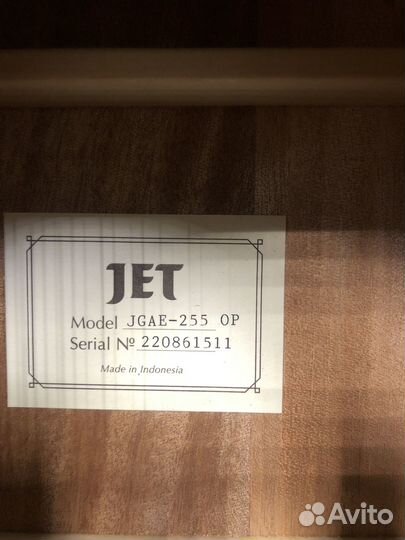 JET
Model JGAE-255 OP
Serial № 220861511
Made in Indonesia
Avito